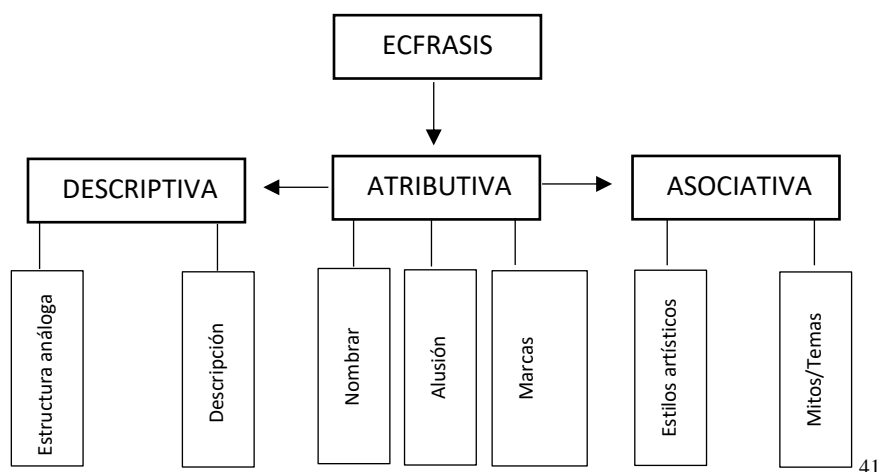 ECFRASIS
DESCRIPTIVA
ATRIBUTIVA
ASOCIATIVA
Estructura análoga
Descripción
Nombrar
Alusión
Marcas
Estilos artísticos
Mitos/Temas
41